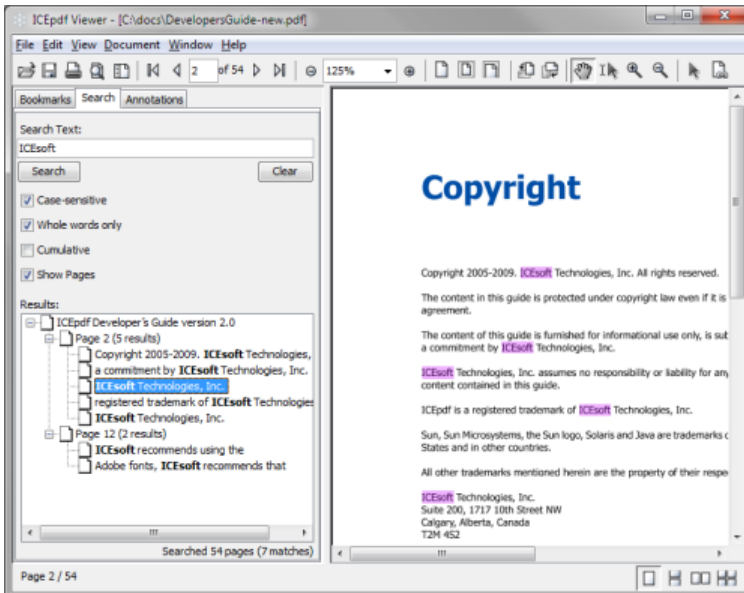 ICEpdf Viewer - [C:\docs\DevelopersGuide-new.pdf]
File Edit View Document Window Help
2 of 54 125%
Bookmarks Search Annotations
Search Text:
ICEsoft
Search Clear
Case-sensitive
Whole words only
Cumulative
Show Pages
Results:
ICEpdf Developer's Guide version 2.0
Page 2 (5 results)
Copyright 2005-2009. ICEsoft Technologies,
a commitment by ICEsoft Technologies, Inc.
ICEsoft Technologies, Inc.
registered trademark of ICEsoft Technologies
ICEsoft Technologies, Inc.
Page 12 (2 results)
ICEsoft recommends using the
Adobe fonts, ICEsoft recommends that
Searched 54 pages (7 matches)
Copyright
Copyright 2005-2009. ICEsoft Technologies, Inc. All rights reserved.
The content in this guide is protected under copyright law even if it is
agreement.
The content of this guide is furnished for informational use only, is sub
a commitment by ICEsoft Technologies, Inc.
ICEsoft Technologies, Inc. assumes no responsibility or liability for any
content contained in this guide.
ICEpdf is a registered trademark of ICEsoft Technologies, Inc.
Sun, Sun Microsystems, the Sun logo, Solaris and Java are trademarks o
States and in other countries.
All other trademarks mentioned herein are the property of their respe
ICEsoft Technologies, Inc.
Suite 200, 1717 10th Street NW
Calgary, Alberta, Canada
T2M 4S2
Page 2 / 54